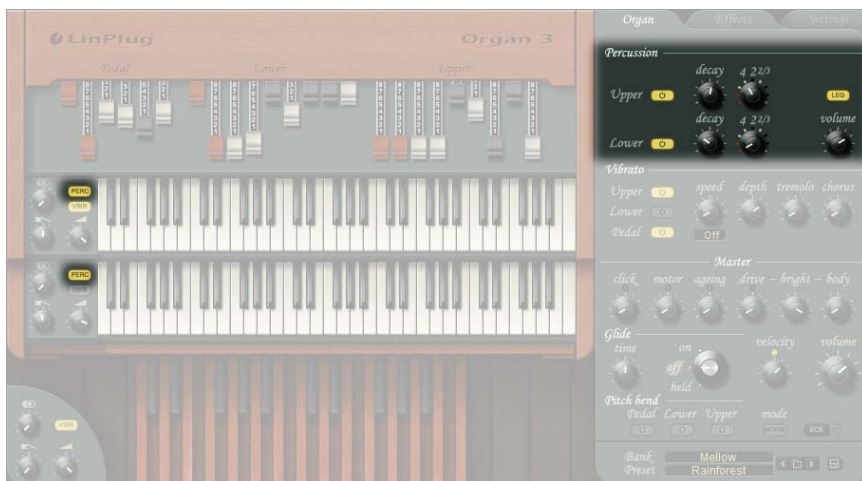 Organ Effects Settings
LinPlug Organ 3
Pedal Lower Upper
Percussion
decay 4 2 2/3
Upper LEG
decay 4 2 2/3 volume
Lower
PERC
VIBR
PERC
VIBR
Vibrato
speed depth tremolo chorus
Upper
Lower
Pedal Off
Master
click motor ageing drive – bright – body
Glide
time on velocity volume
off
held
Pitch bend
Pedal Lower Upper mode
NORM ECS
VIBR
Bank Mellow
Preset Rainforest